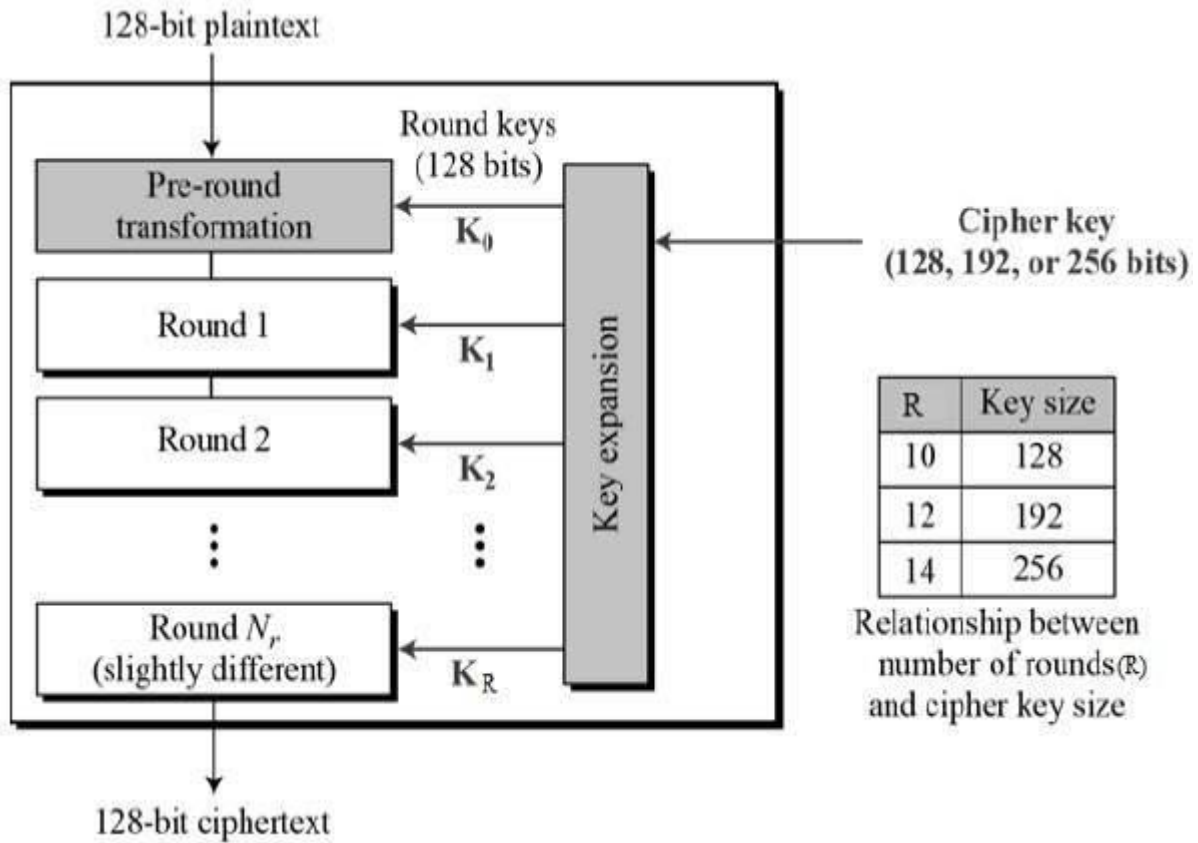 128-bit plaintext
Round keys
(128 bits)
Pre-round
transformation
K0
Cipher key
(128, 192, or 256 bits)
Round 1
K1
Key expansion
Round 2
K2
R Key size
10 128
12 192
14 256
Round Nr
(slightly different)
KR
Relationship between
number of rounds(R)
and cipher key size
128-bit ciphertext